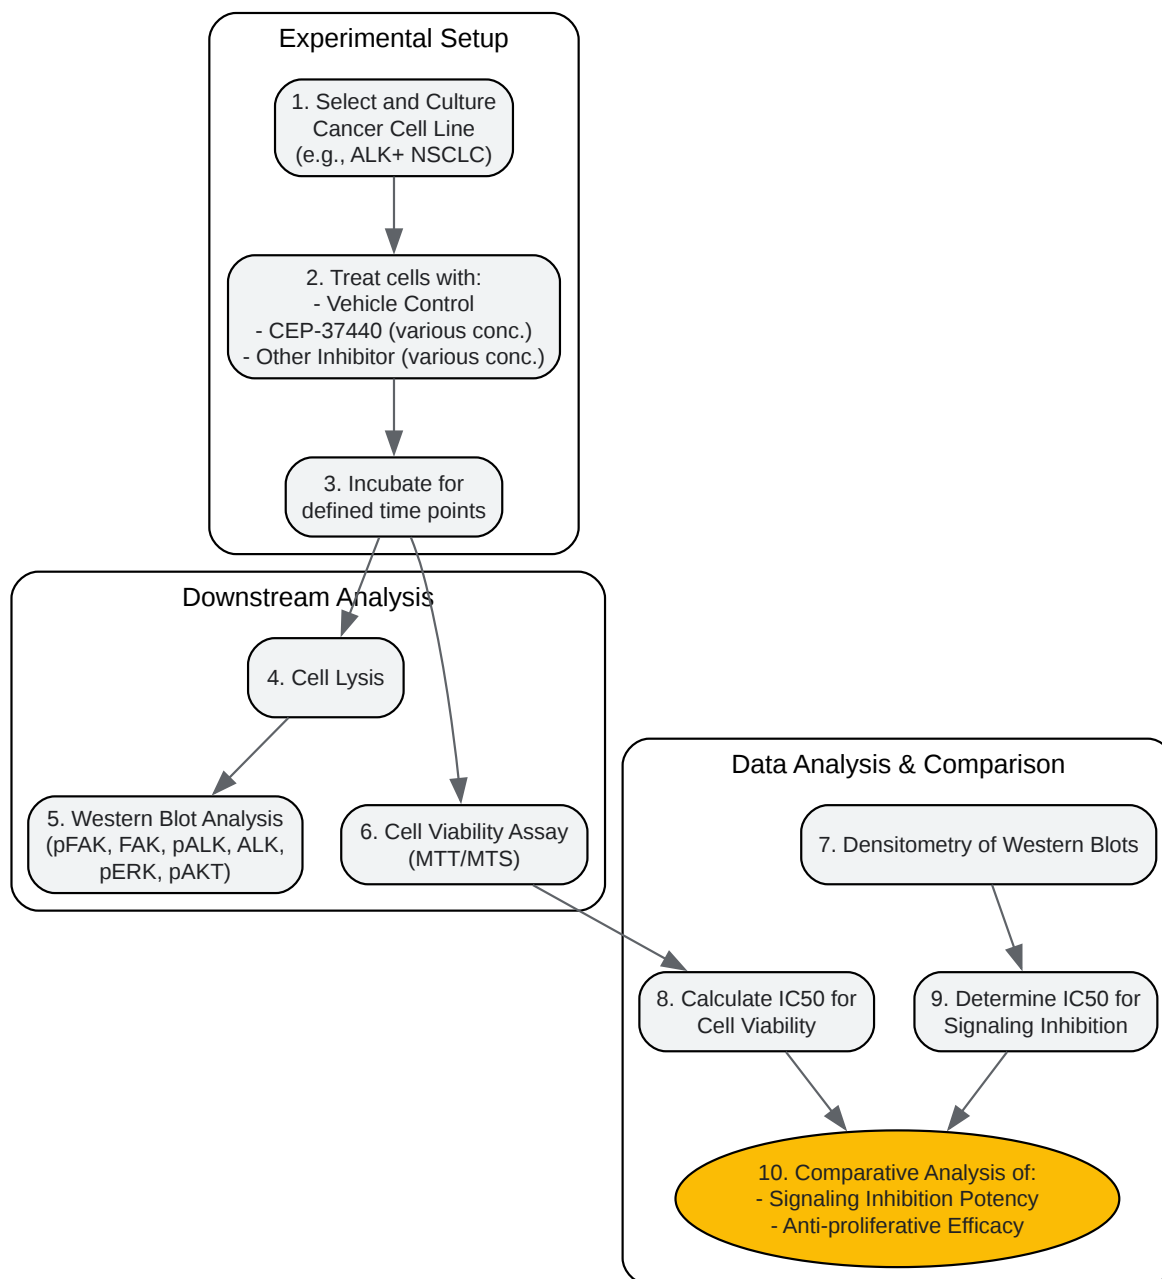 Experimental Setup
1. Select and Culture
Cancer Cell Line
(e.g., ALK+ NSCLC)
2. Treat cells with:
- Vehicle Control
- CEP-37440 (various conc.)
- Other Inhibitor (various conc.)
3. Incubate for
defined time points
Downstream Analysis
4. Cell Lysis
5. Western Blot Analysis
(pFAK, FAK, pALK, ALK,
pERK, pAKT)
6. Cell Viability Assay
(MTT/MTS)
Data Analysis & Comparison
7. Densitometry of Western Blots
8. Calculate IC50 for
Cell Viability
9. Determine IC50 for
Signaling Inhibition
10. Comparative Analysis of:
- Signaling Inhibition Potency
- Anti-proliferative Efficacy